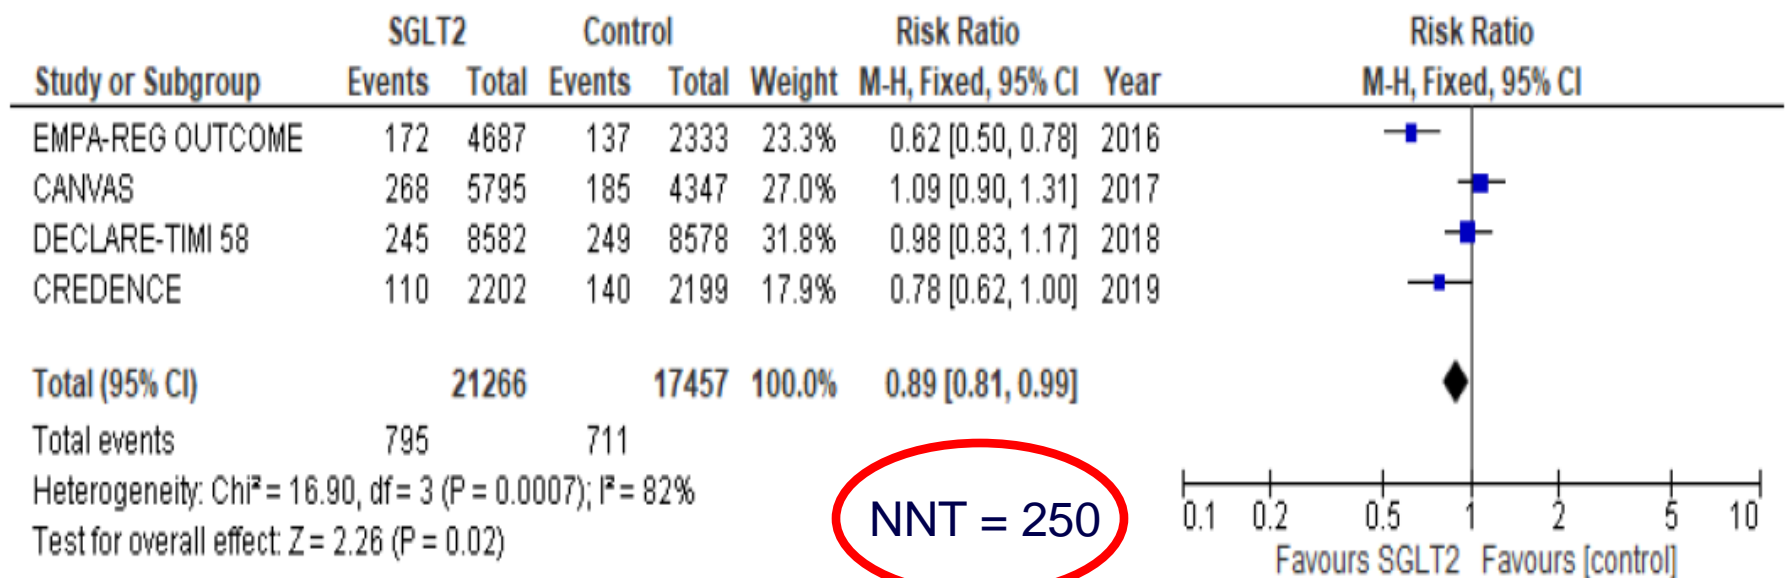 SGLT2 Control Risk Ratio Risk Ratio
Study or Subgroup Events Total Events Total Weight M-H, Fixed, 95% CI Year M-H, Fixed, 95% CI
EMPA-REG OUTCOME 172 4687 137 2333 23.3% 0.62 [0.50, 0.78] 2016
CANVAS 268 5795 185 4347 27.0% 1.09 [0.90, 1.31] 2017
DECLARE-TIMI 58 245 8582 249 8578 31.8% 0.98 [0.83, 1.17] 2018
CREDENCE 110 2202 140 2199 17.9% 0.78 [0.62, 1.00] 2019
Total (95% CI) 21266 17457 100.0% 0.89 [0.81, 0.99]
Total events 795 711
Heterogeneity: Chi² = 16.90, df = 3 (P = 0.0007); I² = 82%
Test for overall effect: Z = 2.26 (P = 0.02)
NNT = 250
0.1 0.2 0.5 1 2 5 10
Favours SGLT2 Favours [control]